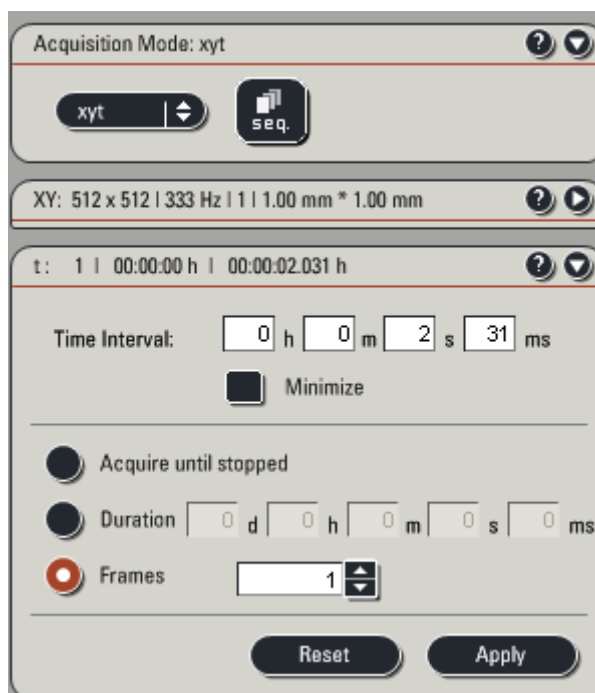 Acquisition Mode: xyt ?
xyt seq.
XY: 512 x 512 | 333 Hz | 1 | 1.00 mm * 1.00 mm ?
t: 1 | 00:00:00 h | 00:00:02.031 h ?
Time Interval: 0 h 0 m 2 s 31 ms
Minimize
Acquire until stopped
Duration 0 d 0 h 0 m 0 s 0 ms
Frames 1
Reset Apply